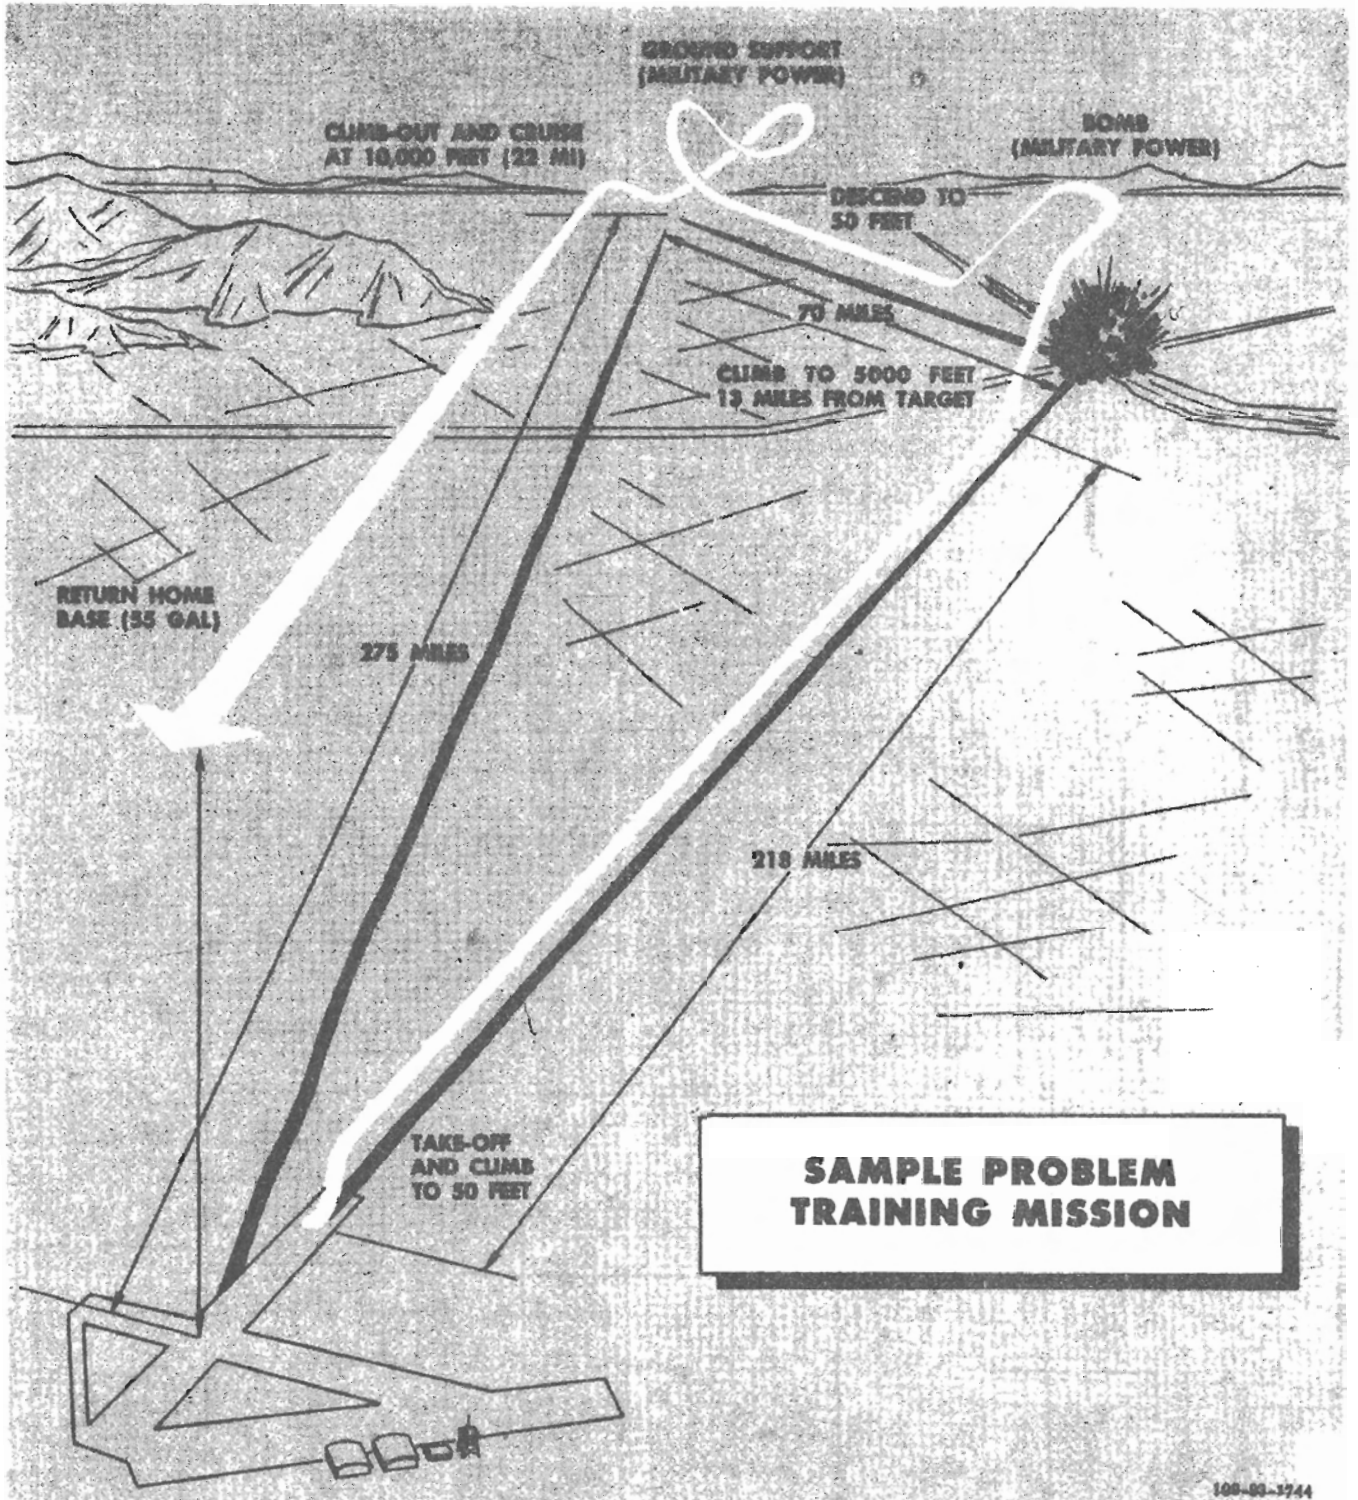 GROUND SUPPORT
(MILITARY POWER)
CLIMB-OUT AND CRUISE
AT 10,000 FEET (22 MI)
BOMB
(MILITARY POWER)
DESCEND TO
50 FEET
70 MILES
CLIMB TO 5000 FEET
13 MILES FROM TARGET
RETURN HOME
BASE (55 GAL)
275 MILES
218 MILES
TAKE-OFF
AND CLIMB
TO 50 FEET
SAMPLE PROBLEM
TRAINING MISSION